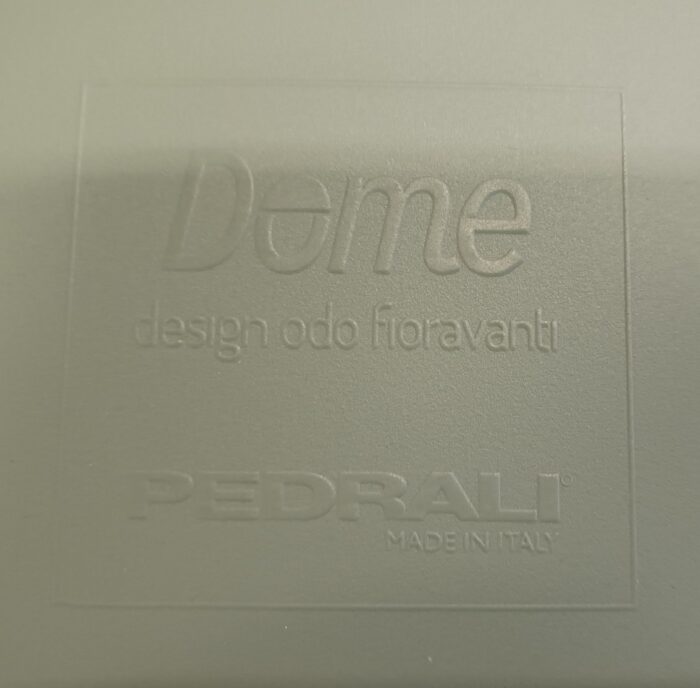 Dome
design odo fioravanti
PEDRALI®
MADE IN ITALY